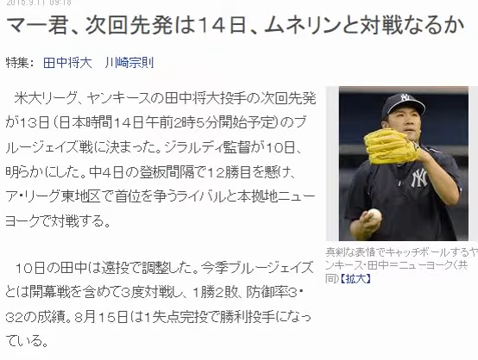 2015.9.11 09:18
マー君、次回先発は１４日、ムネリンと対戦なるか
特集： 田中将大　川崎宗則
　米大リーグ、ヤンキースの田中将大投手の次回先発
が１３日（日本時間１４日午前２時５分開始予定）のブ
ルージェイズ戦に決まった。ジラルディ監督が１０日、
明らかにした。中４日の登板間隔で１２勝目を懸け、
ア・リーグ東地区で首位を争うライバルと本拠地ニュー
ヨークで対戦する。
真剣な表情でキャッチボールするヤ
ンキース・田中＝ニューヨーク（共
同）【拡大】
　１０日の田中は遠投で調整した。今季ブルージェイズ
とは開幕戦を含めて３度対戦し、１勝２敗、防御率３・
３２の成績。８月１５日は１失点完投で勝利投手になっ
ている。